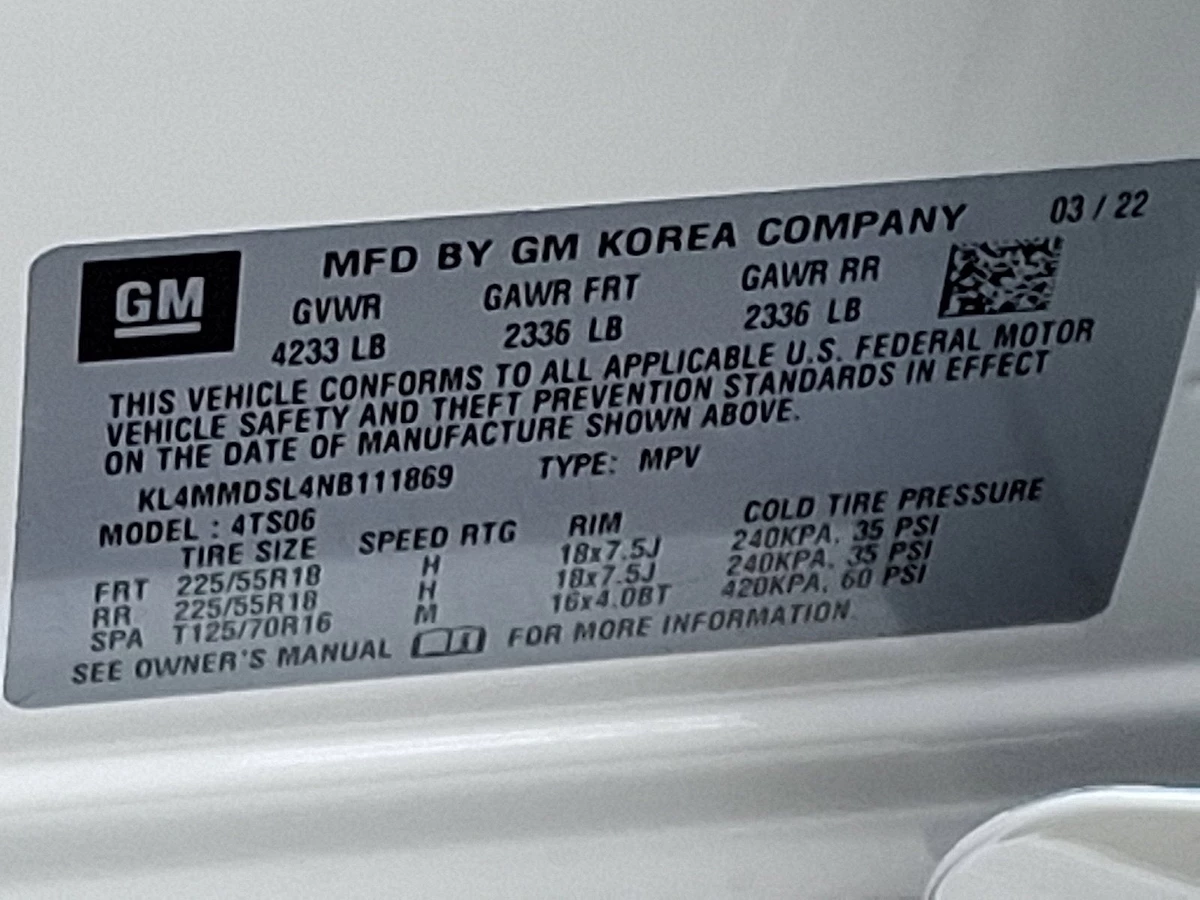 MFD BY GM KOREA COMPANY 03 / 22
GM
GVWR GAWR FRT GAWR RR
4233 LB 2336 LB 2336 LB
THIS VEHICLE CONFORMS TO ALL APPLICABLE U.S. FEDERAL MOTOR
VEHICLE SAFETY AND THEFT PREVENTION STANDARDS IN EFFECT
ON THE DATE OF MANUFACTURE SHOWN ABOVE.
KL4MMDSL4NB111869 TYPE: MPV
MODEL : 4TS06
TIRE SIZE SPEED RTG RIM COLD TIRE PRESSURE
FRT 225/55R18 H 18x7.5J 240KPA, 35 PSI
RR 225/55R18 H 18x7.5J 240KPA, 35 PSI
SPA T125/70R16 M 16x4.0BT 420KPA, 60 PSI
SEE OWNER'S MANUAL FOR MORE INFORMATION